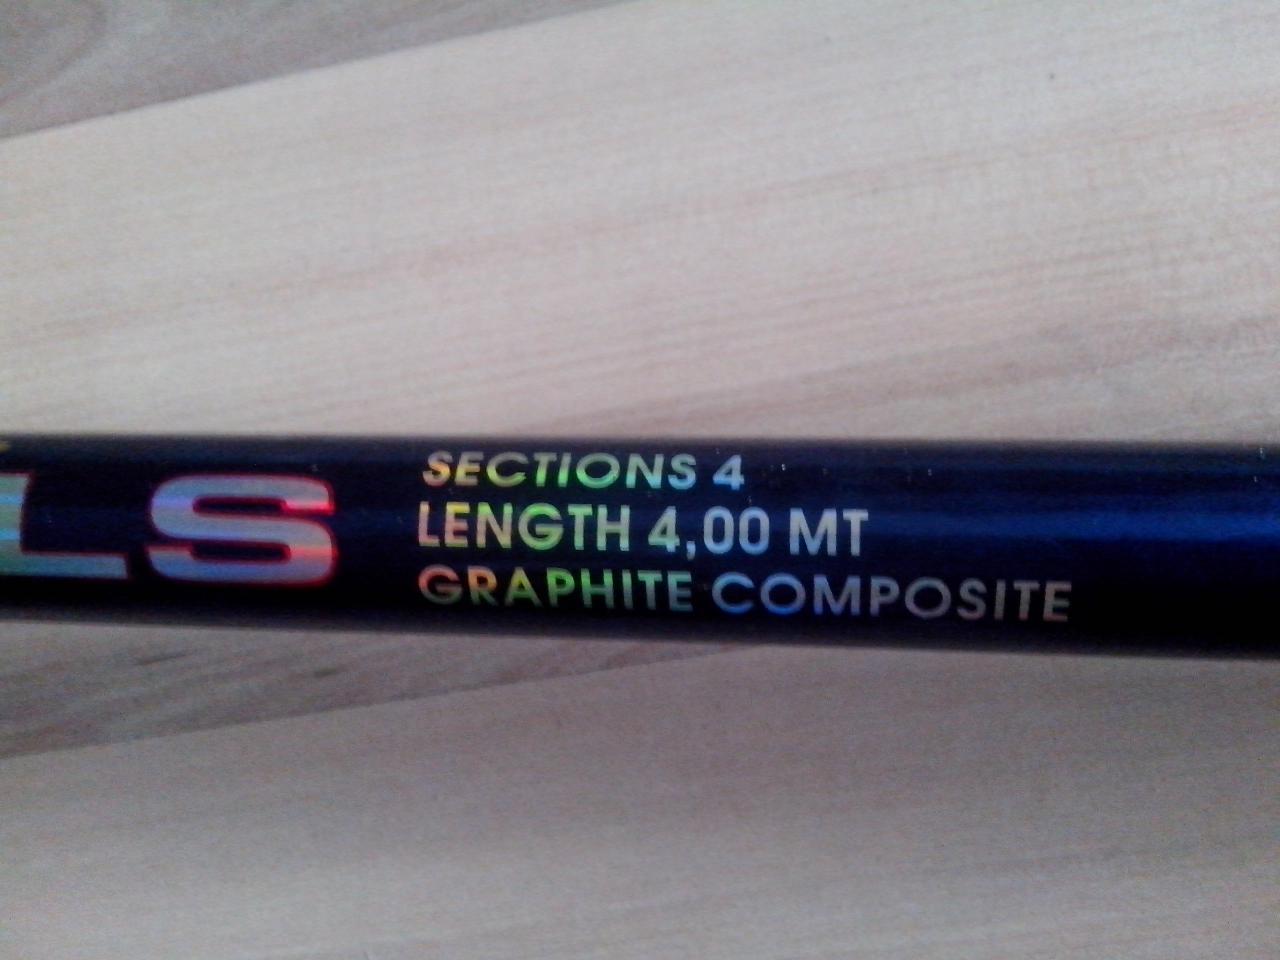 LS
SECTIONS 4
LENGTH 4,00 MT
GRAPHITE COMPOSITE